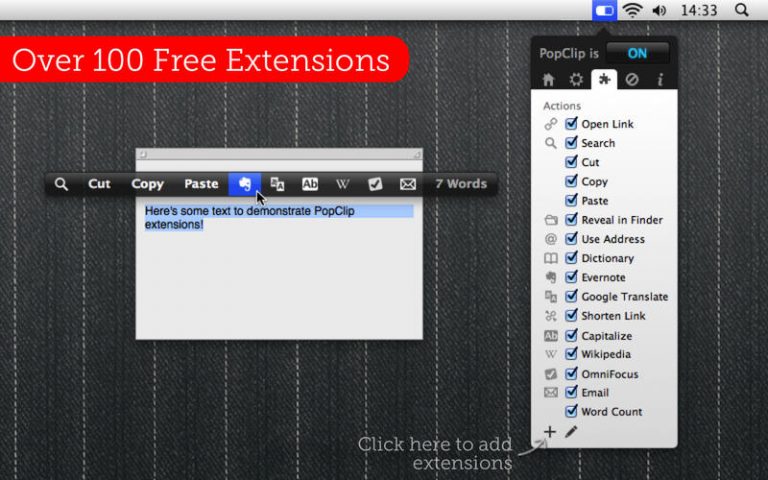 14:33
Over 100 Free Extensions
PopClip is ON
i
Actions
Open Link
Search
Cut
Copy
Paste
Reveal in Finder
@ Use Address
Dictionary
Evernote
Google Translate
Shorten Link
Ab Capitalize
W Wikipedia
OmniFocus
Email
Word Count
Cut Copy Paste Ab W 7 Words
Here's some text to demonstrate PopClip
extensions!
Click here to add
extensions